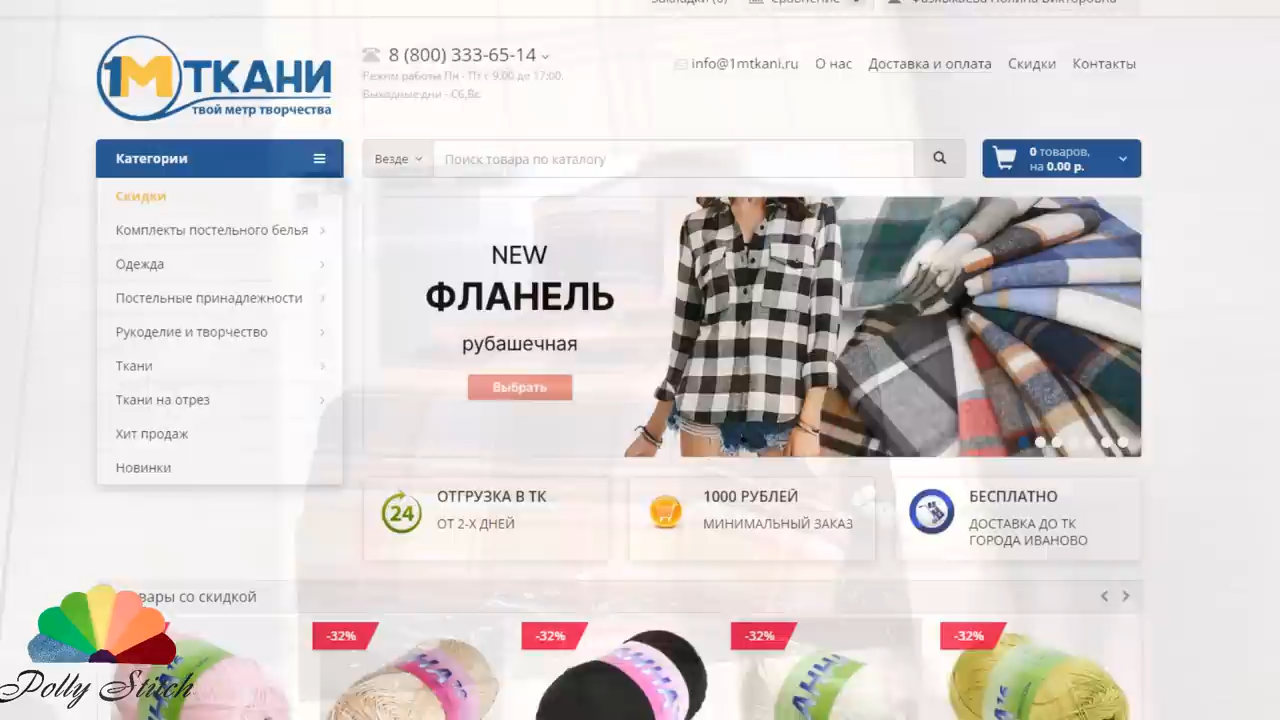 Закладки (0) Сравнение
1М ТКАНИ
твой метр творчества
8 (800) 333-65-14
Режим работы Пн - Пт с 9:00 до 17:00.
Выходные дни - Сб,Вс
info@1mtkani.ru О нас Доставка и оплата Скидки Контакты
Категории
Везде
Поиск товара по каталогу
0 товаров,
на 0.00 р.
Скидки
Комплекты постельного белья
Одежда
Постельные принадлежности
Рукоделие и творчество
Ткани
Ткани на отрез
Хит продаж
Новинки
NEW
ФЛАНЕЛЬ
рубашечная
Выбрать
24
ОТГРУЗКА В ТК
ОТ 2-Х ДНЕЙ
1000 РУБЛЕЙ
МИНИМАЛЬНЫЙ ЗАКАЗ
БЕСПЛАТНО
ДОСТАВКА ДО ТК
ГОРОДА ИВАНОВО
вары со скидкой
-32%
-32%
-32%
-32%
Polly Stitch